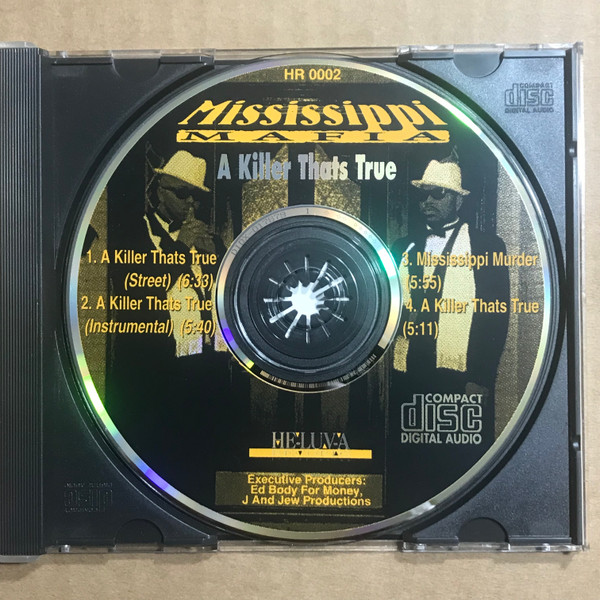 HR 0002
Mississippi
MAFIA
A Killer Thats True
1. A Killer Thats True
(Street) (6:33)
2. A Killer Thats True
(Instrumental) (5:40)
3. Mississippi Murder
(5:55)
4. A Killer Thats True
(5:11)
HE-LUV-A
COMPACT
disc
DIGITAL AUDIO
Executive Producers:
Ed Body For Money,
J And Jew Productions
COMPACT
disc
DIGITAL AUDIO